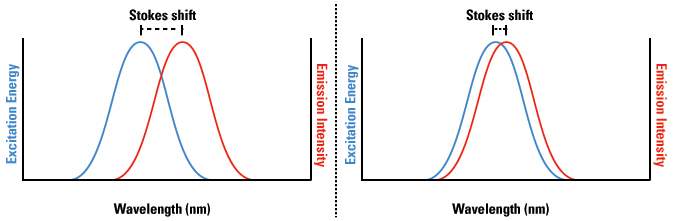 Stokes shift
Excitation Energy
Emission Intensity
Wavelength (nm)
Stokes shift
Excitation Energy
Emission Intensity
Wavelength (nm)